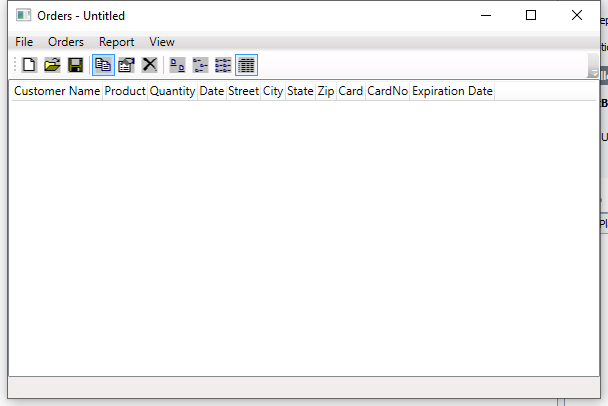 Orders - Untitled
File Orders Report View
Customer Name Product Quantity Date Street City State Zip Card CardNo Expiration Date